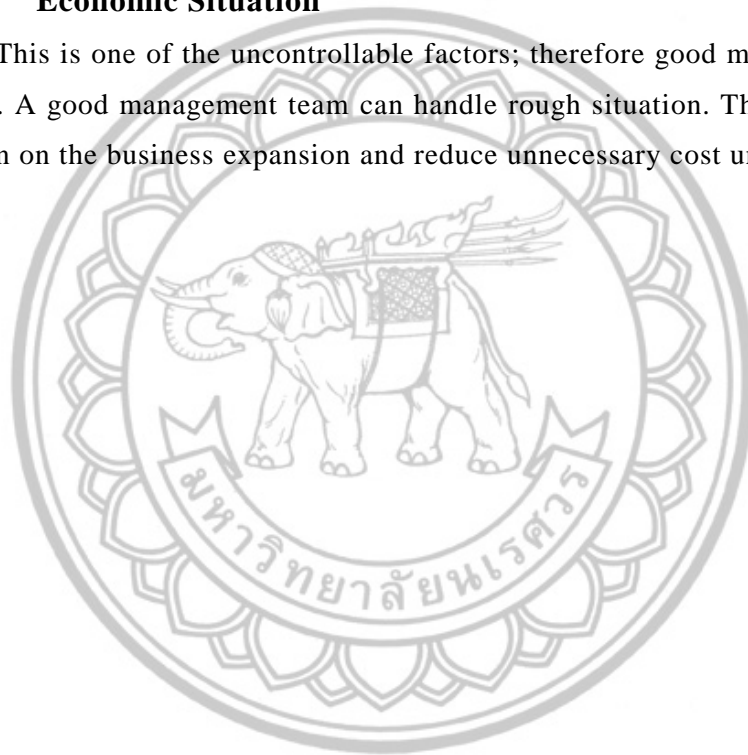 Economic Situation
This is one of the uncontrollable factors; therefore good m
. A good management team can handle rough situation. Th
n on the business expansion and reduce unnecessary cost u
มหาวิทยาลัยนเรศวร